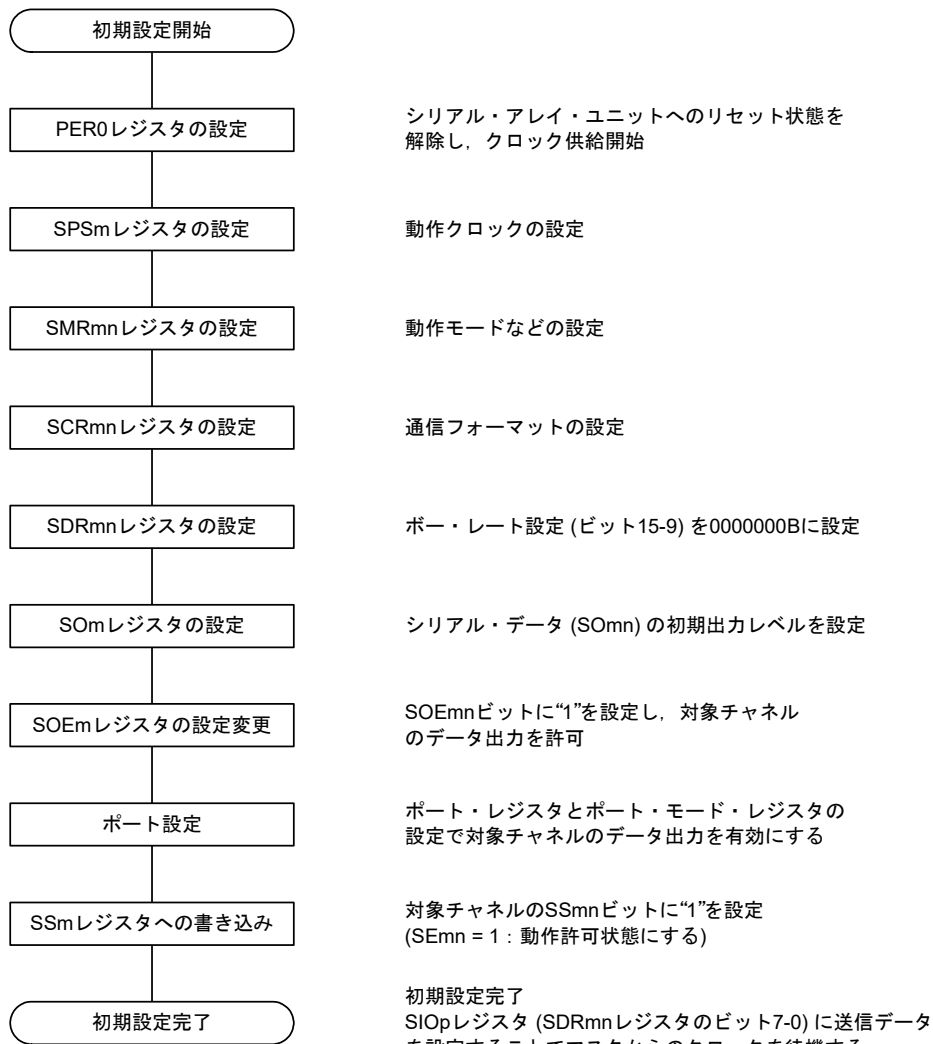 初期設定開始
PER0レジスタの設定
シリアル・アレイ・ユニットへのリセット状態を
解除し，クロック供給開始
SPSmレジスタの設定
動作クロックの設定
SMRmnレジスタの設定
動作モードなどの設定
SCRmnレジスタの設定
通信フォーマットの設定
SDRmnレジスタの設定
ボー・レート設定 (ビット15-9) を0000000Bに設定
SOmレジスタの設定
シリアル・データ (SOmn) の初期出力レベルを設定
SOEmレジスタの設定変更
SOEmnビットに“1”を設定し，対象チャネル
のデータ出力を許可
ポート設定
ポート・レジスタとポート・モード・レジスタの
設定で対象チャネルのデータ出力を有効にする
SSmレジスタへの書き込み
対象チャネルのSSmnビットに“1”を設定
(SEmn = 1：動作許可状態にする)
初期設定完了
初期設定完了
SIOpレジスタ (SDRmnレジスタのビット7-0) に送信データ